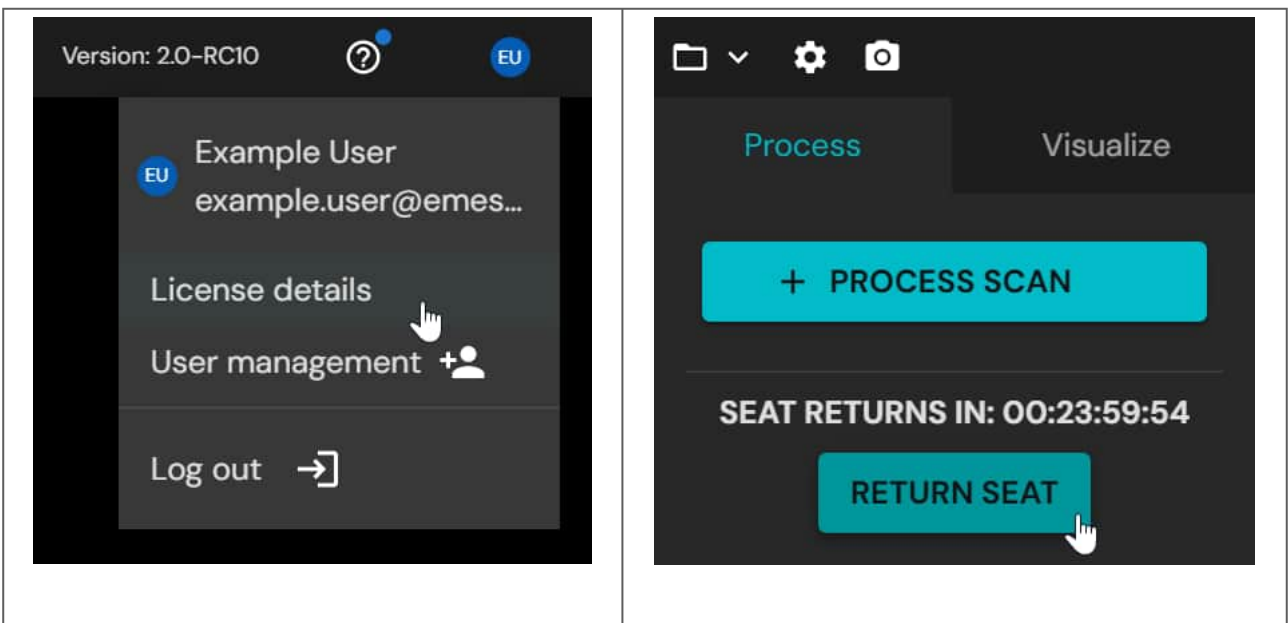 Version: 2.0-RC10
EU
EU
Example User
example.user@emes...
License details
User management
Log out
Process
Visualize
+ PROCESS SCAN
SEAT RETURNS IN: 00:23:59:54
RETURN SEAT